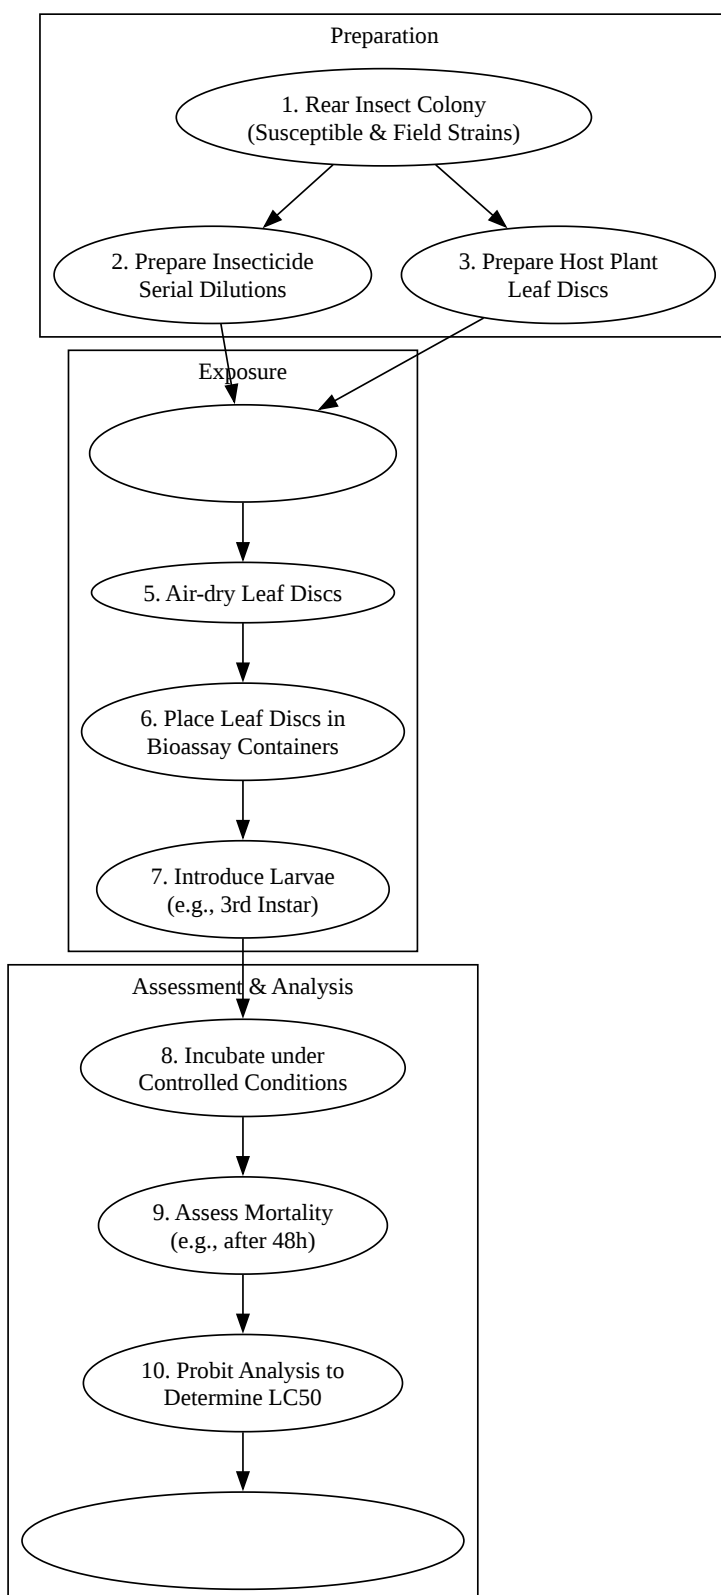 Preparation
1. Rear Insect Colony
(Susceptible & Field Strains)
2. Prepare Insecticide
Serial Dilutions
3. Prepare Host Plant
Leaf Discs
Exposure
5. Air-dry Leaf Discs
6. Place Leaf Discs in
Bioassay Containers
7. Introduce Larvae
(e.g., 3rd Instar)
Assessment & Analysis
8. Incubate under
Controlled Conditions
9. Assess Mortality
(e.g., after 48h)
10. Probit Analysis to
Determine LC50